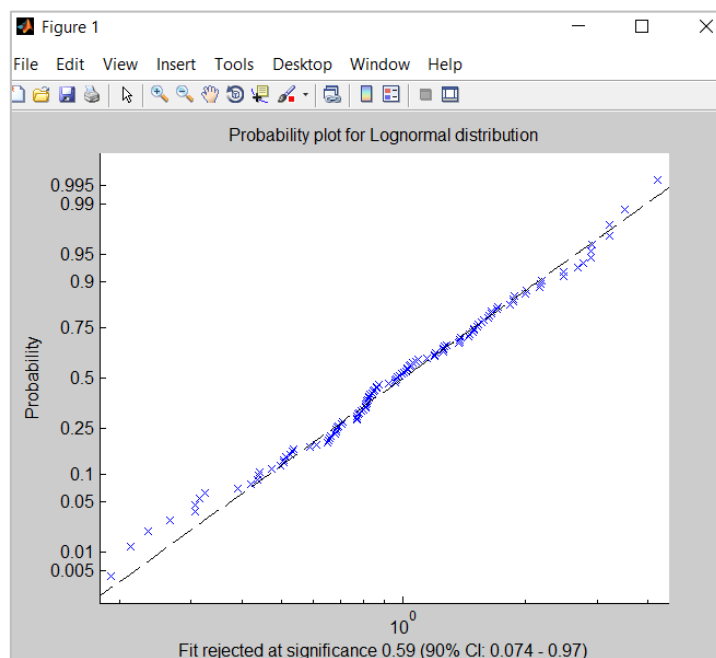 Figure 1
File Edit View Insert Tools Desktop Window Help
Probability plot for Lognormal distribution
0.995
0.99
0.95
0.9
0.75
0.5
0.25
0.1
0.05
0.01
0.005
Probability
10^0
Fit rejected at significance 0.59 (90% CI: 0.074 - 0.97)